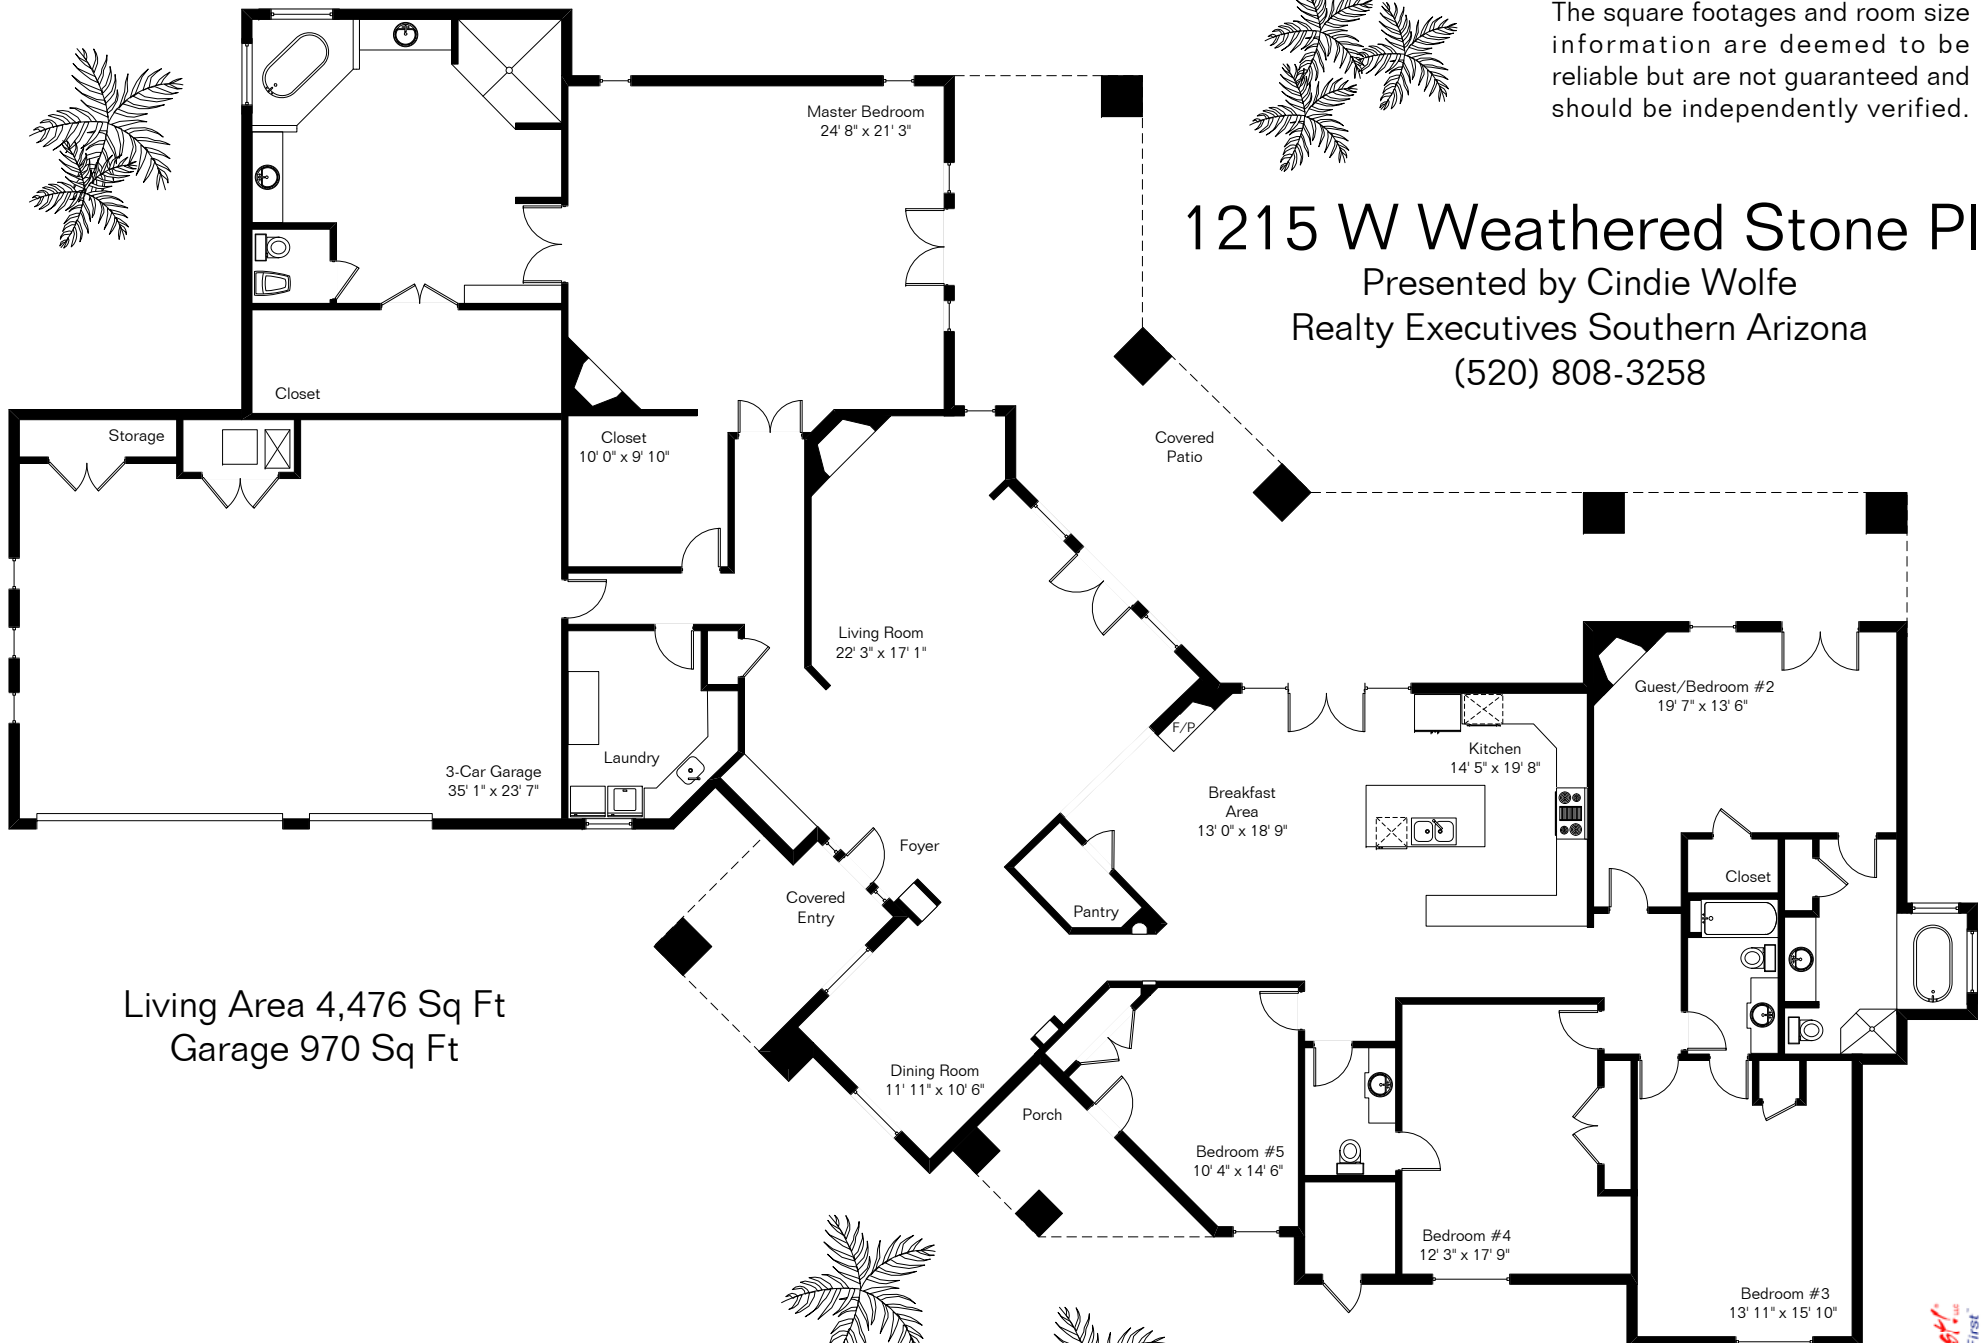 The square footages and room size
information are deemed to be
reliable but are not guaranteed and
should be independently verified.
1215 W Weathered Stone Pl
Presented by Cindie Wolfe
Realty Executives Southern Arizona
(520) 808-3258
Master Bedroom
24' 8" x 21' 3"
Closet
Storage
Closet
10' 0" x 9' 10"
Covered
Patio
Living Room
22' 3" x 17' 1"
Guest/Bedroom #2
19' 7" x 13' 6"
F/P
Kitchen
14' 5" x 19' 8"
Laundry
3-Car Garage
35' 1" x 23' 7"
Breakfast
Area
13' 0" x 18' 9"
Foyer
Closet
Covered
Entry
Pantry
Living Area 4,476 Sq Ft
Garage 970 Sq Ft
Dining Room
11' 11" x 10' 6"
Porch
Bedroom #5
10' 4" x 14' 6"
Bedroom #4
12' 3" x 17' 9"
Bedroom #3
13' 11" x 15' 10"